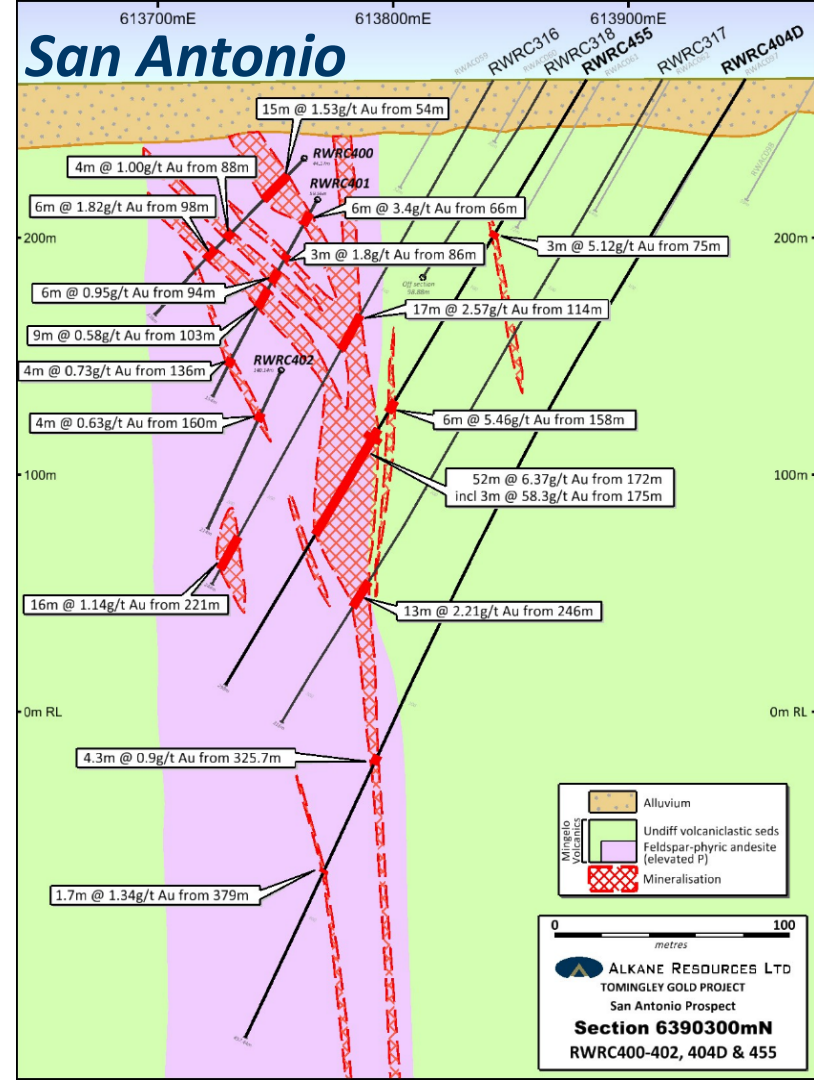 613700mE
613800mE
613900mE
San Antonio
RWAC059
RWRC316
RWAC060
RWRC318
RWRC455
RWAC061
RWRC317
RWRC404D
15m @ 1.53g/t Au from 54m
RWRC400
4m @ 1.00g/t Au from 88m
RWRC401
6m @ 1.82g/t Au from 98m
6m @ 3.4g/t Au from 66m
200m
3m @ 5.12g/t Au from 75m
200m
3m @ 1.8g/t Au from 86m
Off section
6m @ 0.95g/t Au from 94m
17m @ 2.57g/t Au from 114m
9m @ 0.58g/t Au from 103m
RWRC402
4m @ 0.73g/t Au from 136m
4m @ 0.63g/t Au from 160m
6m @ 5.46g/t Au from 158m
100m
100m
52m @ 6.37g/t Au from 172m
incl 3m @ 58.3g/t Au from 175m
16m @ 1.14g/t Au from 221m
13m @ 2.21g/t Au from 246m
0m RL
0m RL
4.3m @ 0.9g/t Au from 325.7m
1.7m @ 1.34g/t Au from 379m
Alluvium
Mingelo
Volcanics
Undiff volcaniclastic seds
Feldspar-phyric andesite
(elevated P)
Mineralisation
0 100
metres
ALKANE RESOURCES LTD
TOMINGLEY GOLD PROJECT
San Antonio Prospect
Section 6390300mN
RWRC400-402, 404D & 455